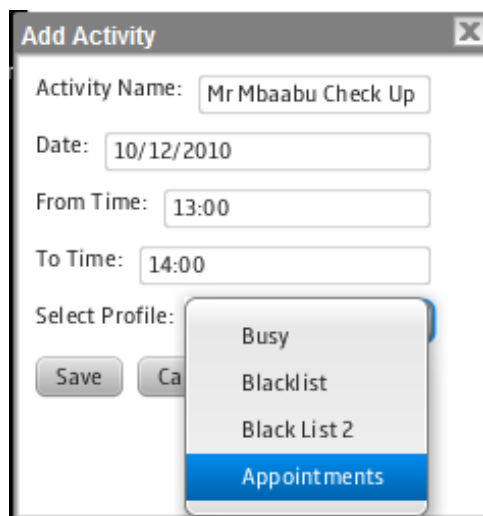 Add Activity X
Activity Name: Mr Mbaabu Check Up
Date: 10/12/2010
From Time: 13:00
To Time: 14:00
Select Profile:
Busy
Save Ca Blacklist
Black List 2
Appointments